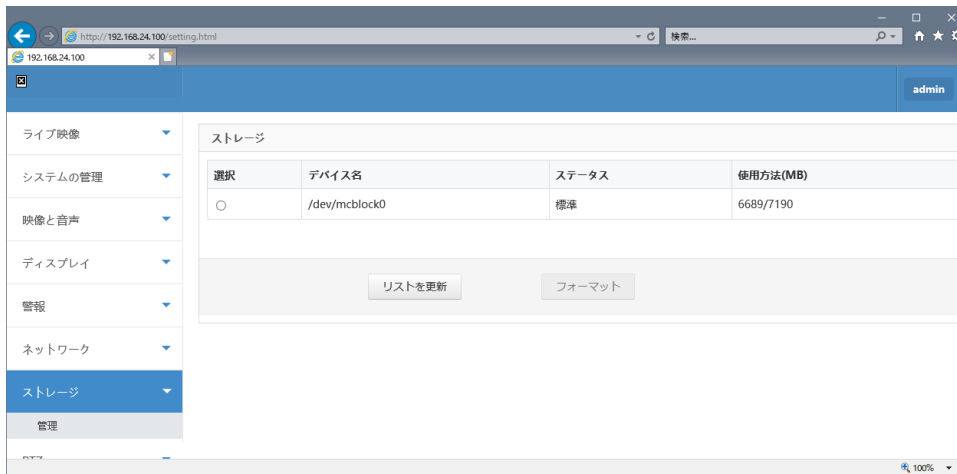 http://192.168.24.100/setting.html
検索...
192.168.24.100
admin
ライブ映像
システムの管理
映像と音声
ディスプレイ
警報
ネットワーク
ストレージ
管理
PTZ
ストレージ
選択 デバイス名 ステータス 使用方法(MB)
/dev/mcblock0 標準 6689/7190
リストを更新 フォーマット
100%